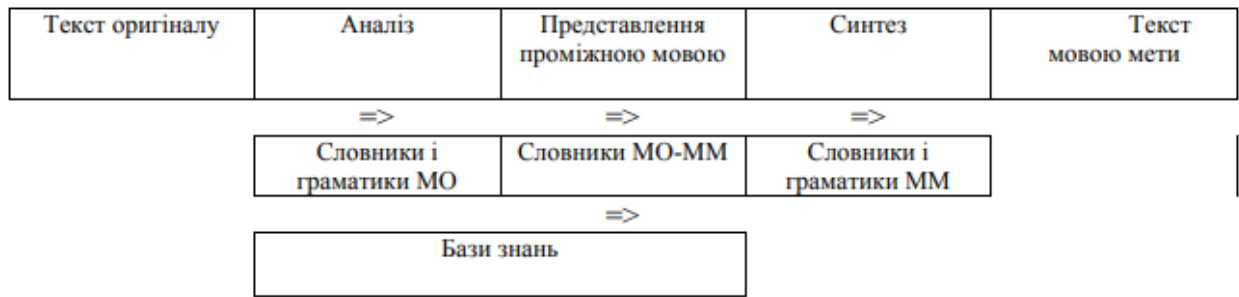 Текст оригіналу
Аналіз
Представлення
проміжною мовою
Синтез
Текст
мовою мети
=>
=>
=>
Словники і
граматики МО
Словники МО-ММ
Словники і
граматики ММ
=>
Бази знань